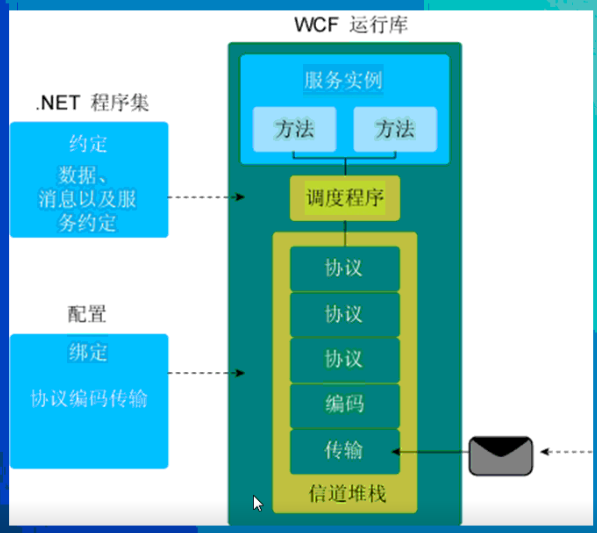 WCF 运行库
服务实例
方法
方法
.NET 程序集
约定
数据、
消息以及服
务约定
调度程序
协议
协议
协议
编码
传输
信道堆栈
配置
绑定
协议编码传输